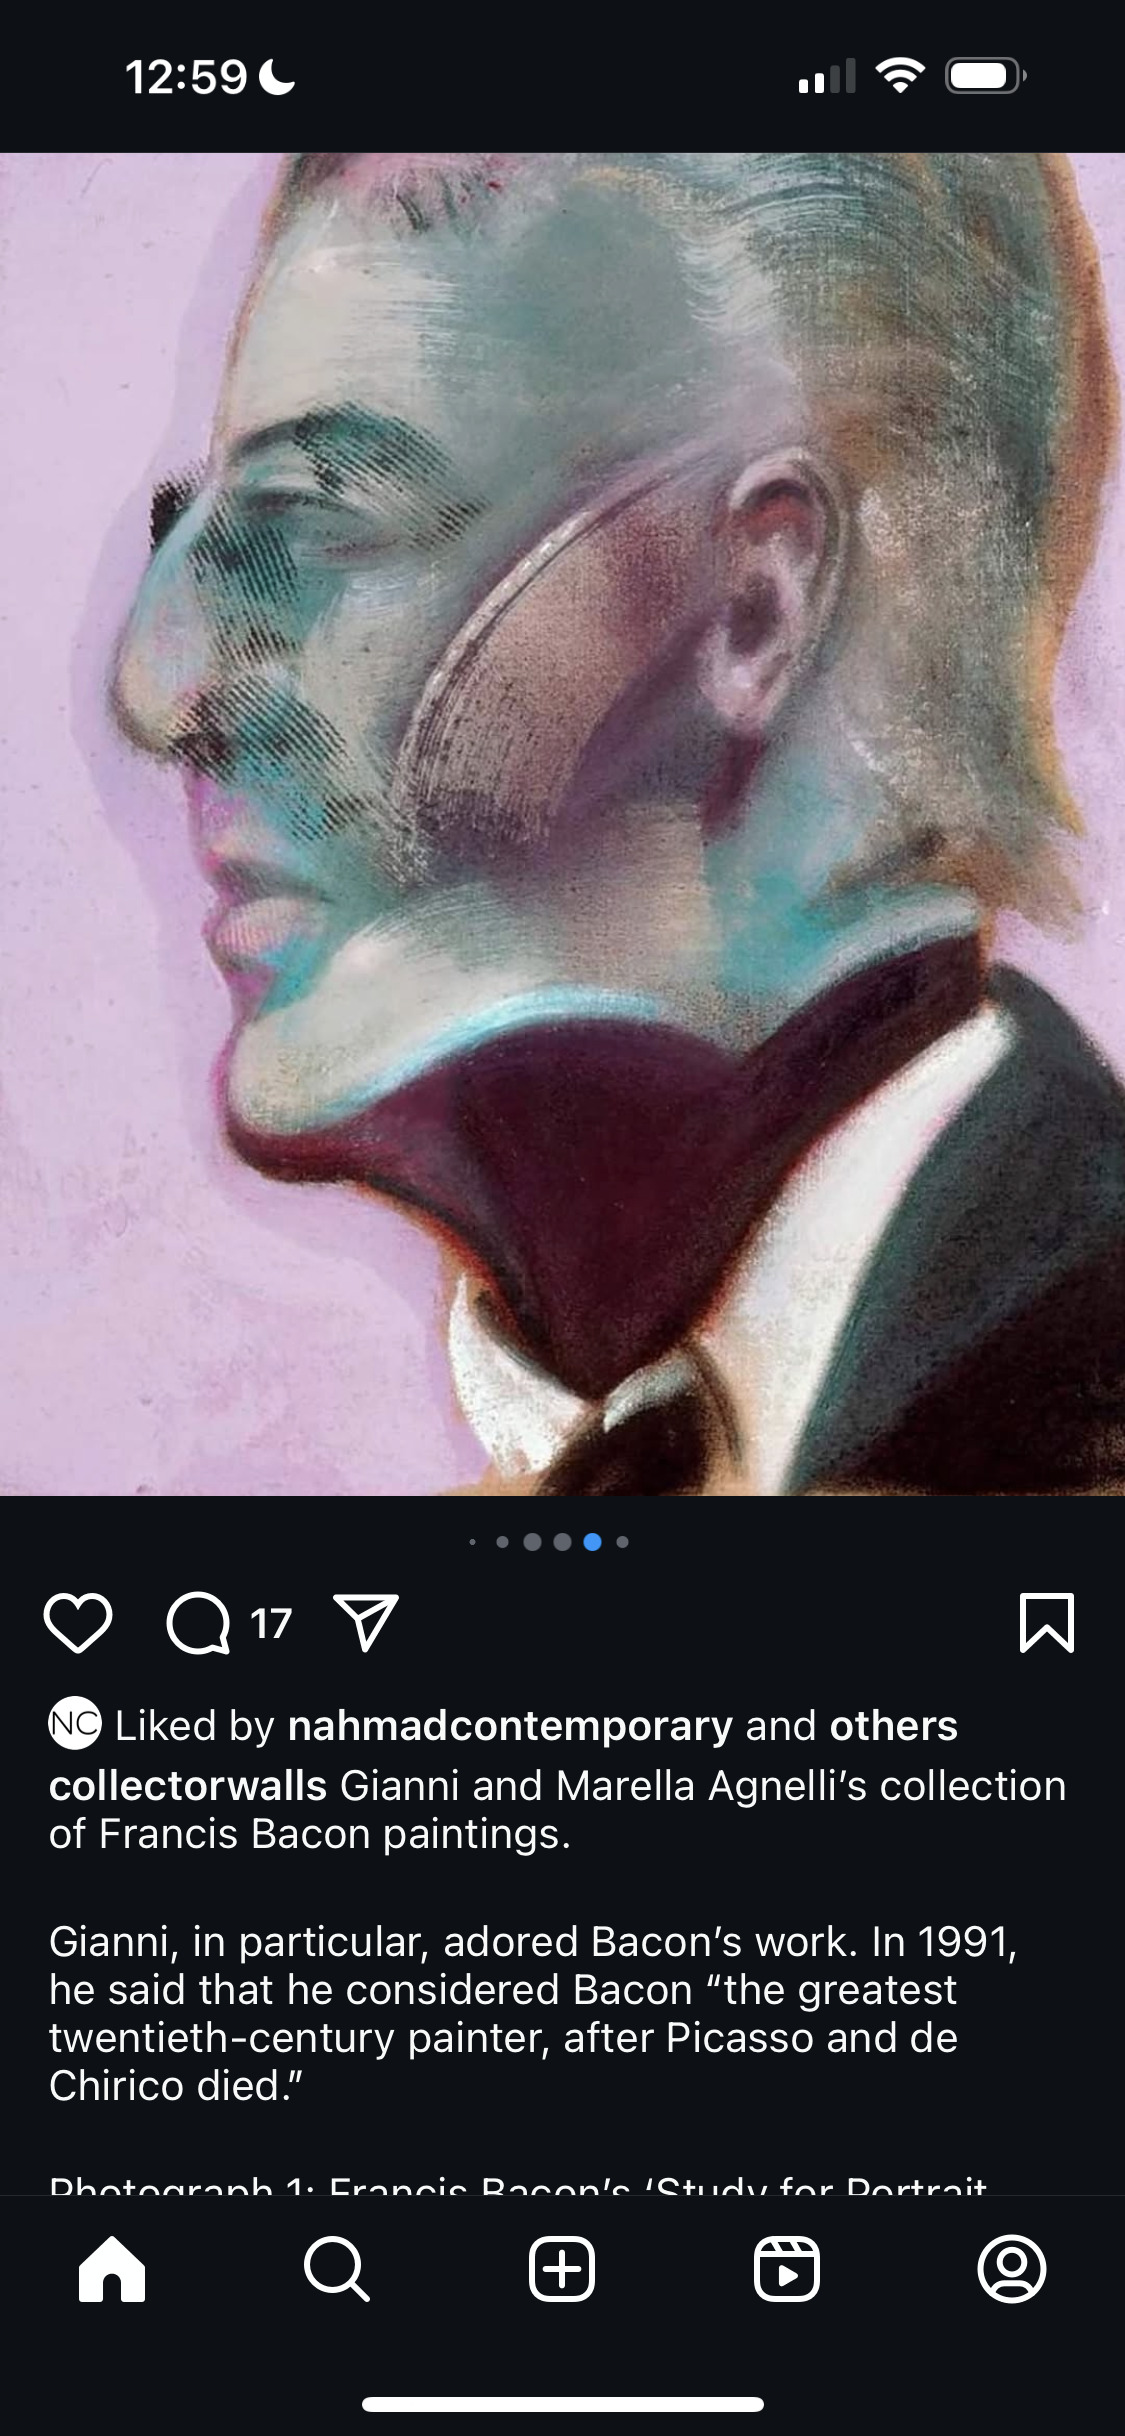 12:59
17
NC Liked by nahmadcontemporary and others
collectorwalls Gianni and Marella Agnelli’s collection
of Francis Bacon paintings.
Gianni, in particular, adored Bacon’s work. In 1991,
he said that he considered Bacon “the greatest
twentieth-century painter, after Picasso and de
Chirico died.”
Photograph 1: Francis Bacon’s ‘Study for Portrait